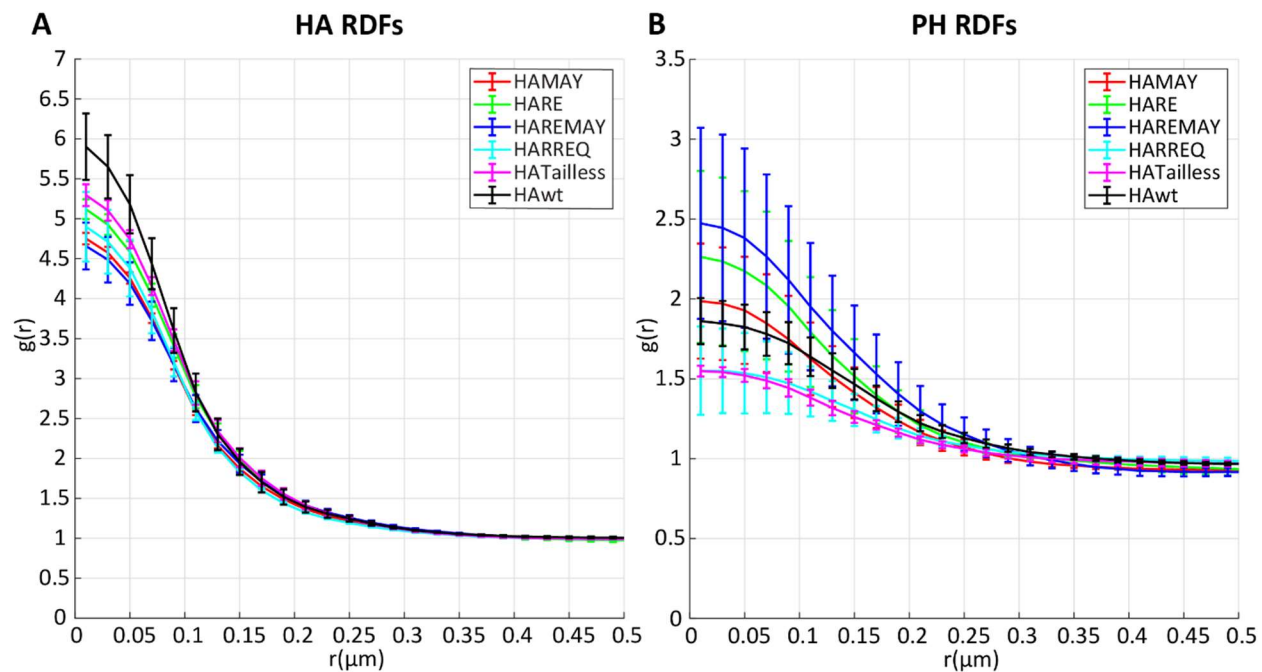 A
HA RDFs
7
6.5
6
5.5
5
4.5
4
3.5
3
2.5
2
1.5
1
0.5
0
g(r)
HAMAY
HARE
HAREMAY
HARREQ
HATailless
HAwt
0 0.05 0.1 0.15 0.2 0.25 0.3 0.35 0.4 0.45 0.5
r(μm)
B
PH RDFs
3.5
3
2.5
2
1.5
1
0.5
0
g(r)
HAMAY
HARE
HAREMAY
HARREQ
HATailless
HAwt
0 0.05 0.1 0.15 0.2 0.25 0.3 0.35 0.4 0.45 0.5
r(μm)